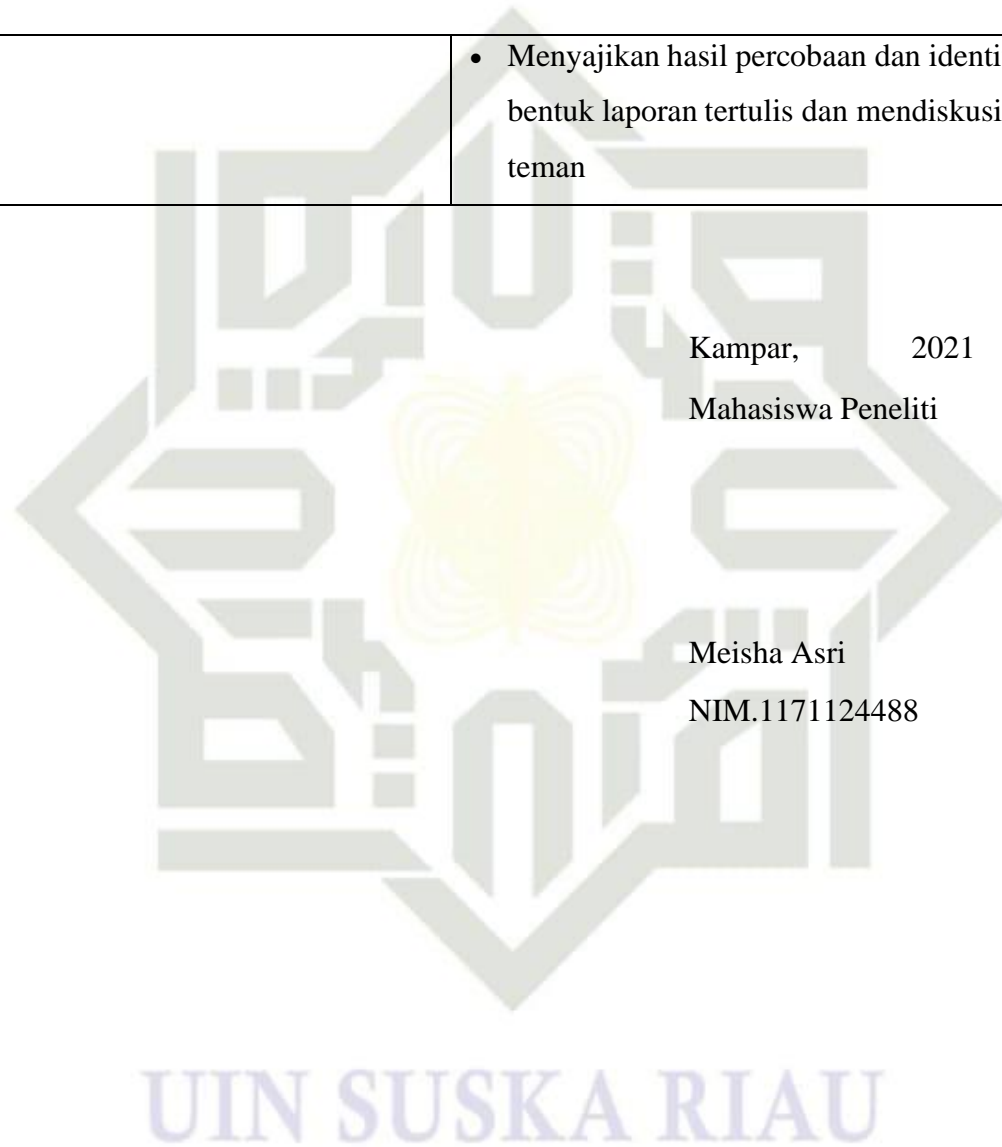 • Menyajikan hasil percobaan dan identi
bentuk laporan tertulis dan mendiskusi
teman
Kampar, 2021
Mahasiswa Peneliti
Meisha Asri
NIM.1171124488
UIN SUSKA RIAU